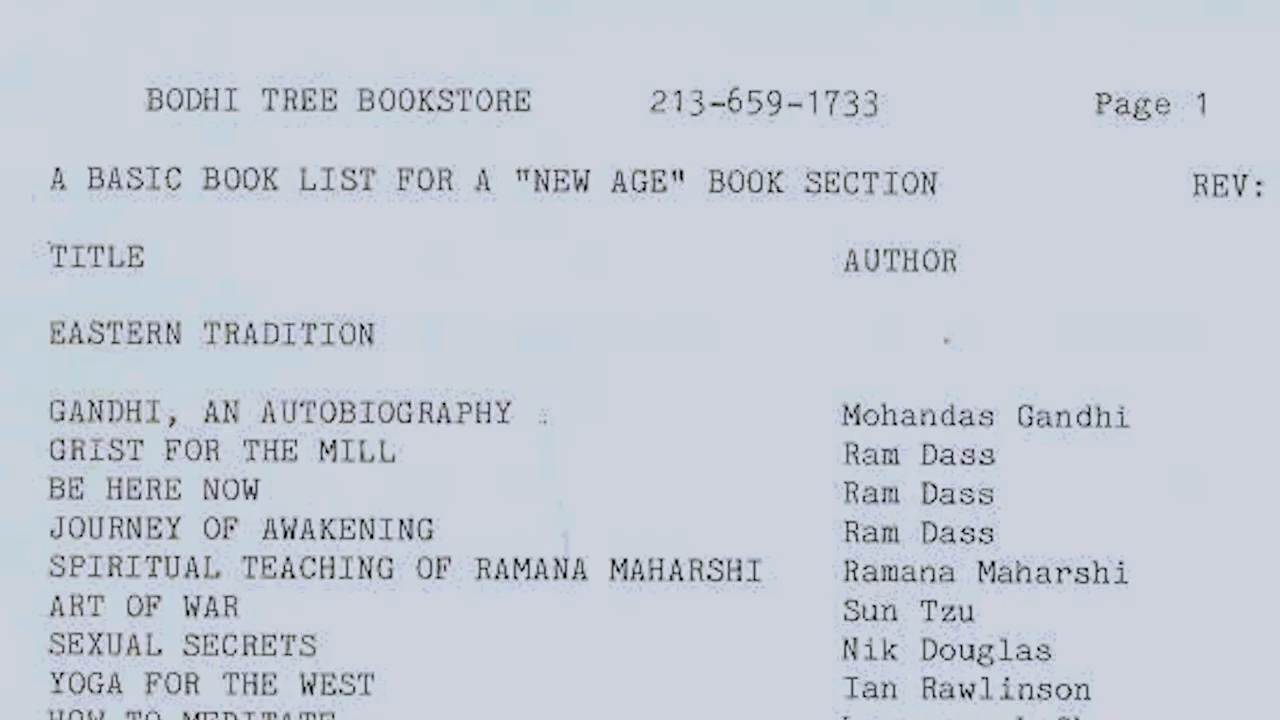 BODHI TREE BOOKSTORE 213-659-1733 Page 1
A BASIC BOOK LIST FOR A "NEW AGE" BOOK SECTION REV:
TITLE AUTHOR
EASTERN TRADITION
GANDHI, AN AUTOBIOGRAPHY Mohandas Gandhi
GRIST FOR THE MILL Ram Dass
BE HERE NOW Ram Dass
JOURNEY OF AWAKENING Ram Dass
SPIRITUAL TEACHING OF RAMANA MAHARSHI Ramana Maharshi
ART OF WAR Sun Tzu
SEXUAL SECRETS Nik Douglas
YOGA FOR THE WEST Ian Rawlinson
HOW TO MEDITATE